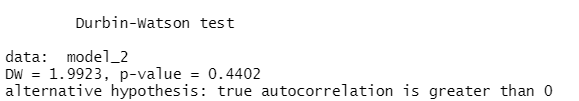 Durbin-Watson test
data:  model_2
DW = 1.9923, p-value = 0.4402
alternative hypothesis: true autocorrelation is greater than 0